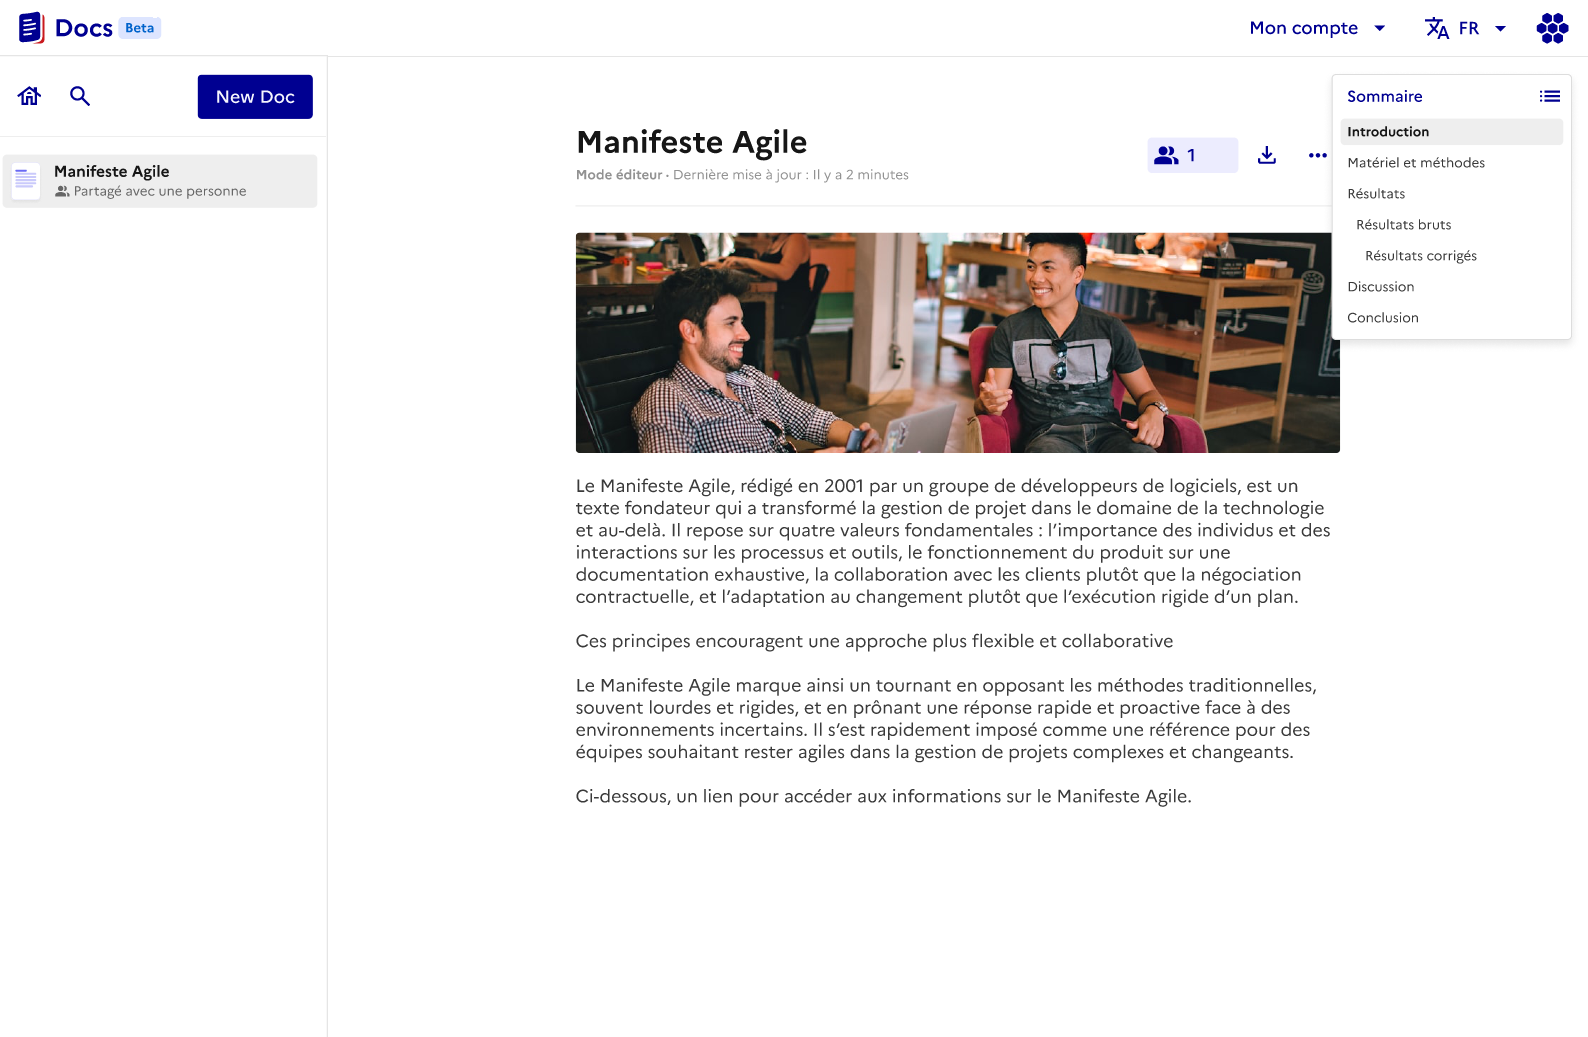 Docs Beta
Mon compte
FR
New Doc
Manifeste Agile
Partagé avec une personne
Manifeste Agile
Mode éditeur · Dernière mise à jour : Il y a 2 minutes
1
Sommaire
Introduction
Matériel et méthodes
Résultats
Résultats bruts
Résultats corrigés
Discussion
Conclusion
Le Manifeste Agile, rédigé en 2001 par un groupe de développeurs de logiciels, est un
texte fondateur qui a transformé la gestion de projet dans le domaine de la technologie
et au-delà. Il repose sur quatre valeurs fondamentales : l’importance des individus et des
interactions sur les processus et outils, le fonctionnement du produit sur une
documentation exhaustive, la collaboration avec les clients plutôt que la négociation
contractuelle, et l’adaptation au changement plutôt que l’exécution rigide d’un plan.
Ces principes encouragent une approche plus flexible et collaborative
Le Manifeste Agile marque ainsi un tournant en opposant les méthodes traditionnelles,
souvent lourdes et rigides, et en prônant une réponse rapide et proactive face à des
environnements incertains. Il s’est rapidement imposé comme une référence pour des
équipes souhaitant rester agiles dans la gestion de projets complexes et changeants.
Ci-dessous, un lien pour accéder aux informations sur le Manifeste Agile.